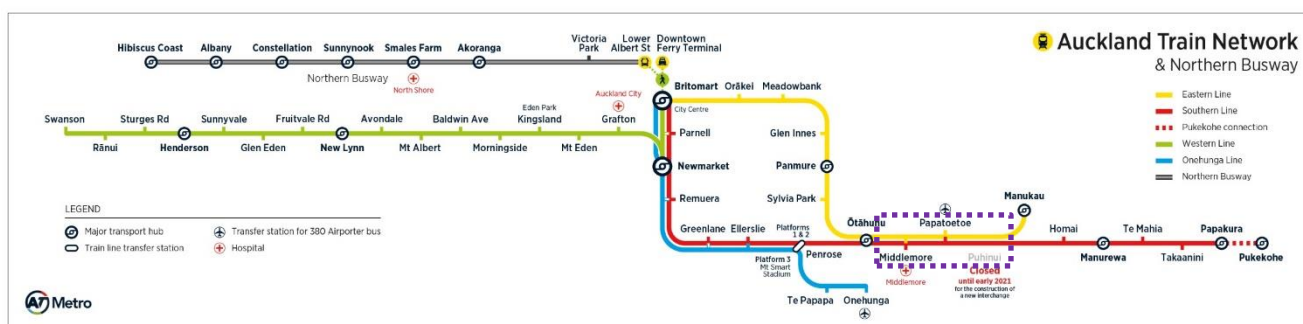 Auckland Train Network
& Northern Busway
Eastern Line
Southern Line
Pukekohe connection
Western Line
Onehunga Line
Northern Busway
Hibiscus Coast
Albany
Constellation
Sunnynook
Smales Farm
Akoranga
Victoria
Park
Lower
Albert St
Downtown
Ferry Terminal
Northern Busway
North Shore
Britomart
City Centre
Orākei
Meadowbank
Auckland City
Swanson
Sturges Rd
Sunnyvale
Fruitvale Rd
Avondale
Baldwin Ave
Eden Park
Kingsland
Grafton
Rānui
Henderson
Glen Eden
New Lynn
Mt Albert
Morningside
Mt Eden
Parnell
Glen Innes
Newmarket
Panmure
Remuera
Sylvia Park
Greenlane
Ellerslie
Platforms
1 & 2
Penrose
Platform 3
Mt Smart
Stadium
Ōtāhuhu
Papatoetoe
Manukau
Middlemore
Middlemore
Puhinui
Closed
until early 2021
for the construction of
a new interchange
Homai
Manurewa
Te Mahia
Takaanini
Papakura
Pukekohe
Te Papapa
Onehunga
LEGEND
Major transport hub
Train line transfer station
Transfer station for 380 Airporter bus
Hospital
AT Metro